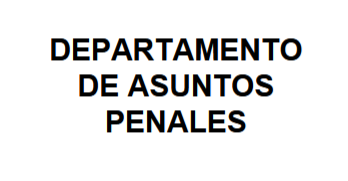 DEPARTAMENTO
DE ASUNTOS
PENALES